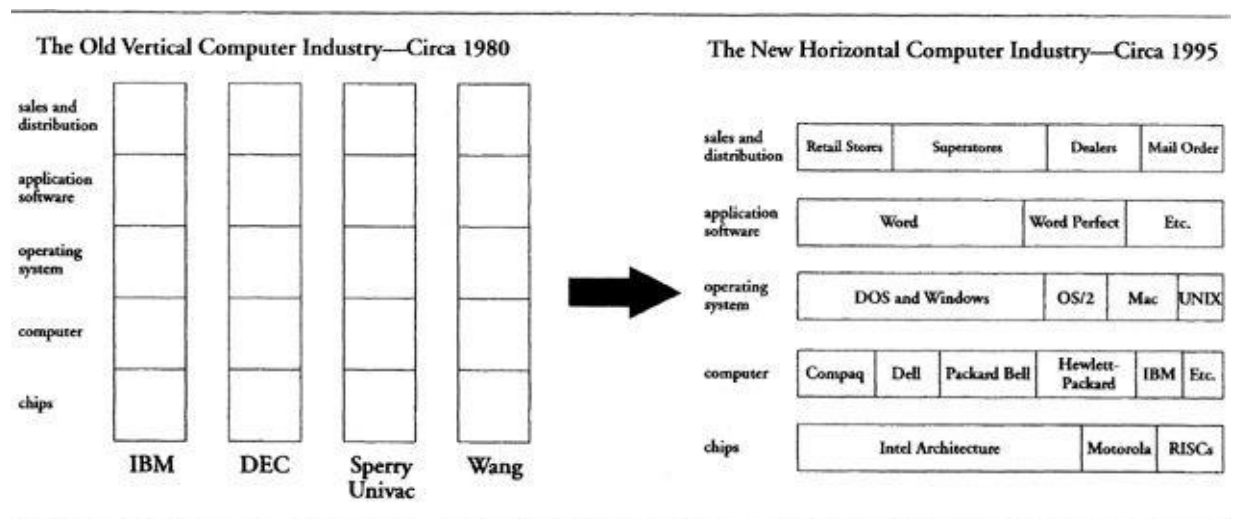 The Old Vertical Computer Industry—Circa 1980
sales and
distribution
application
software
operating
system
computer
chips
IBM
DEC
Sperry
Univac
Wang
The New Horizontal Computer Industry—Circa 1995
sales and
distribution
Retail Stores
Superstores
Dealers
Mail Order
application
software
Word
Word Perfect
Etc.
operating
system
DOS and Windows
OS/2
Mac
UNIX
computer
Compaq
Dell
Packard Bell
Hewlett-
Packard
IBM
Etc.
chips
Intel Architecture
Motorola
RISCs